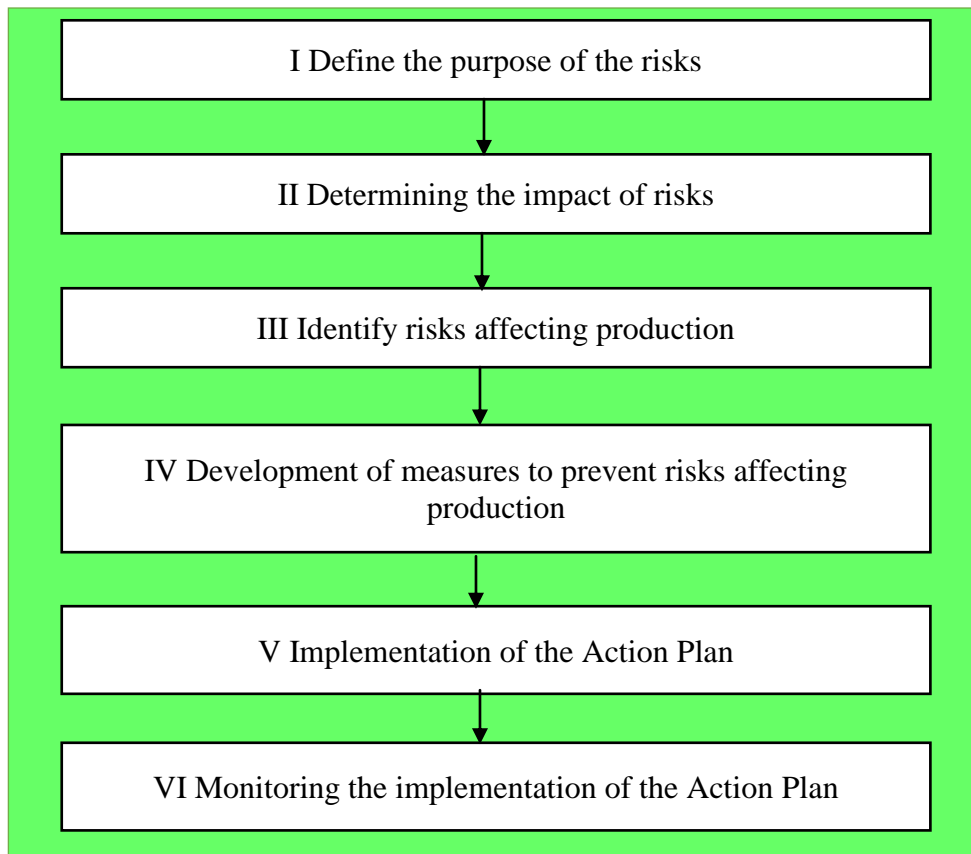 I Define the purpose of the risks
II Determining the impact of risks
III Identify risks affecting production
IV Development of measures to prevent risks affecting
production
V Implementation of the Action Plan
VI Monitoring the implementation of the Action Plan